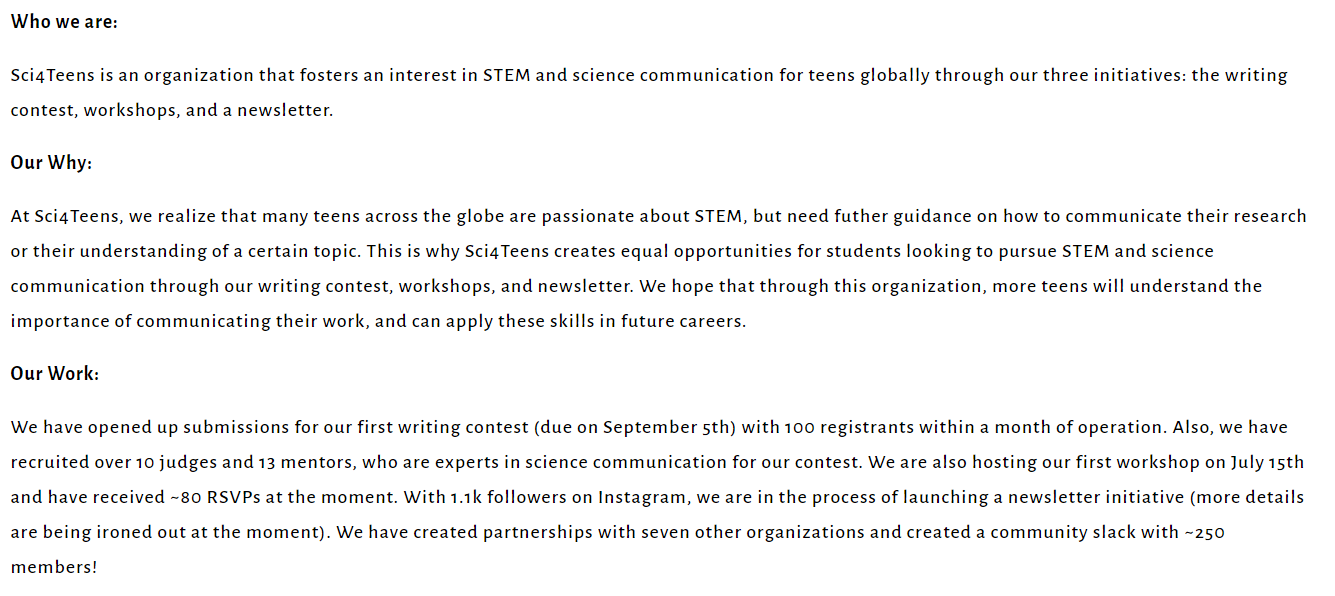 Who we are:
Sci4Teens is an organization that fosters an interest in STEM and science communication for teens globally through our three initiatives: the writing
contest, workshops, and a newsletter.
Our Why:
At Sci4Teens, we realize that many teens across the globe are passionate about STEM, but need futher guidance on how to communicate their research
or their understanding of a certain topic. This is why Sci4Teens creates equal opportunities for students looking to pursue STEM and science
communication through our writing contest, workshops, and newsletter. We hope that through this organization, more teens will understand the
importance of communicating their work, and can apply these skills in future careers.
Our Work:
We have opened up submissions for our first writing contest (due on September 5th) with 100 registrants within a month of operation. Also, we have
recruited over 10 judges and 13 mentors, who are experts in science communication for our contest. We are also hosting our first workshop on July 15th
and have received ~80 RSVPs at the moment. With 1.1k followers on Instagram, we are in the process of launching a newsletter initiative (more details
are being ironed out at the moment). We have created partnerships with seven other organizations and created a community slack with ~250
members!